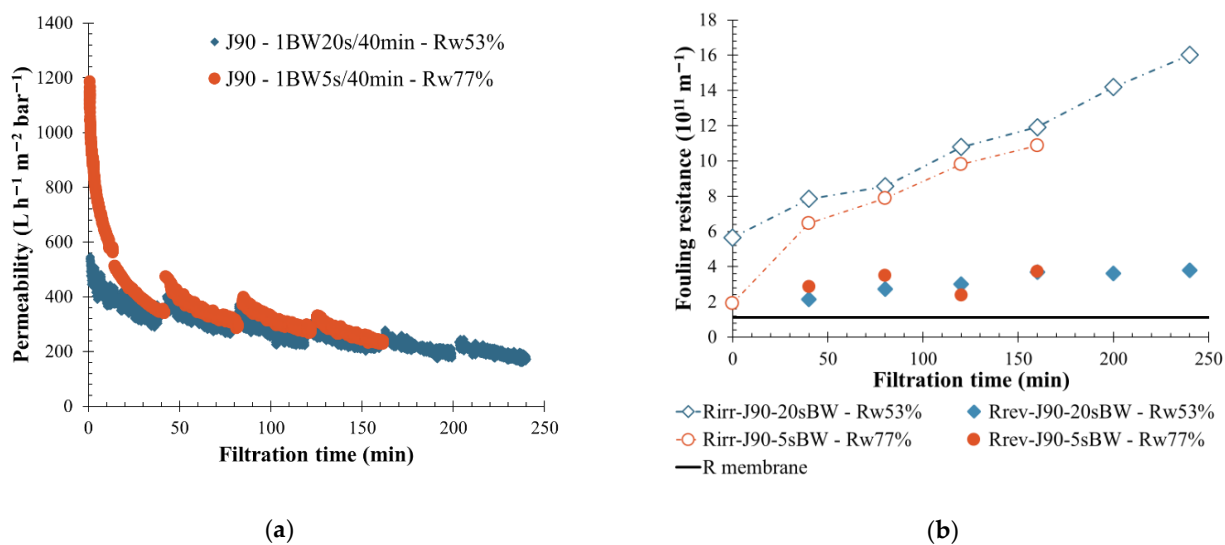 1400
1200
1000
800
600
400
200
0
0 50 100 150 200 250
Permeability (L h⁻¹ m⁻² bar⁻¹)
Filtration time (min)
J90 - 1BW20s/40min - Rw53%
J90 - 1BW5s/40min - Rw77%
(a)
18
16
14
12
10
8
6
4
2
0
0 50 100 150 200 250
Fouling resitance (10¹¹ m⁻¹)
Filtration time (min)
Rirr-J90-20sBW - Rw53% Rrev-J90-20sBW - Rw53%
Rirr-J90-5sBW - Rw77% Rrev-J90-5sBW - Rw77%
R membrane
(b)